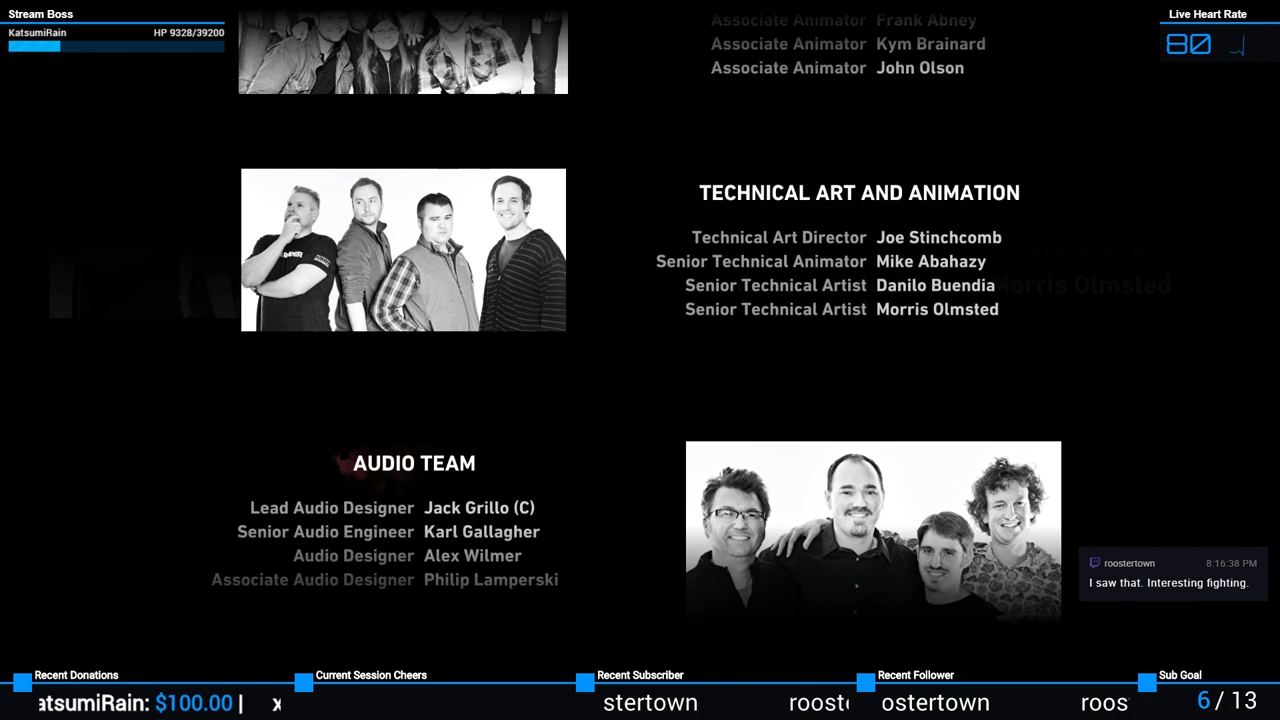 Stream Boss
KatsumiRain HP 9328/39200
Live Heart Rate
80
Associate Animator Frank Abney
Associate Animator Kym Brainard
Associate Animator John Olson
TECHNICAL ART AND ANIMATION
Technical Art Director Joe Stinchcomb
Senior Technical Animator Mike Abahazy
Senior Technical Artist Danilo Buendia
Senior Technical Artist Morris Olmsted
Morris Olmsted
AUDIO TEAM
Lead Audio Designer Jack Grillo (C)
Senior Audio Engineer Karl Gallagher
Audio Designer Alex Wilmer
Associate Audio Designer Philip Lamperski
roostertown 8:16:38 PM
I saw that. Interesting fighting.
Recent Donations
atsumiRain: $100.00 | x
Current Session Cheers
Recent Subscriber
stertown rooste
Recent Follower
ostertown roos
Sub Goal
6 / 13